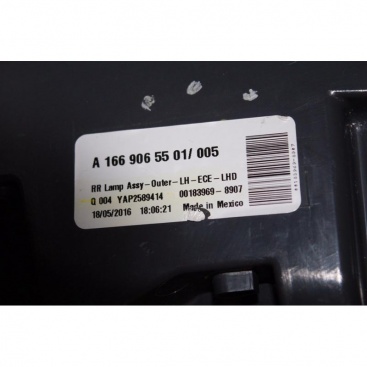 A 166 906 55 01/ 005
RR Lamp Assy-Outer-LH-ECE-LHD
Q 004 YAP2589414 00183969-8907
18/05/2016 18:06:21 Made in Mexico